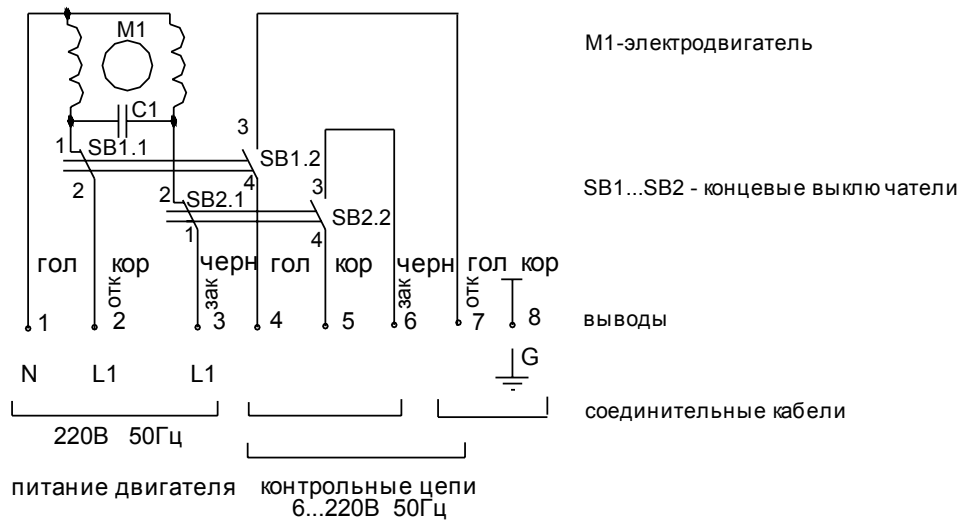 M1
M1-электродвигатель
C1
3
1
SB1.1
SB1.2
2
4
3
SB1...SB2 - концевые выключатели
2
SB2.1
SB2.2
1
4
гол кор черн гол кор черн гол кор
отк зак зак отк
1 2 3 4 5 6 7 8
выводы
N L1 L1 G
соединительные кабели
220В 50Гц
питание двигателя контрольные цепи
6...220В 50Гц